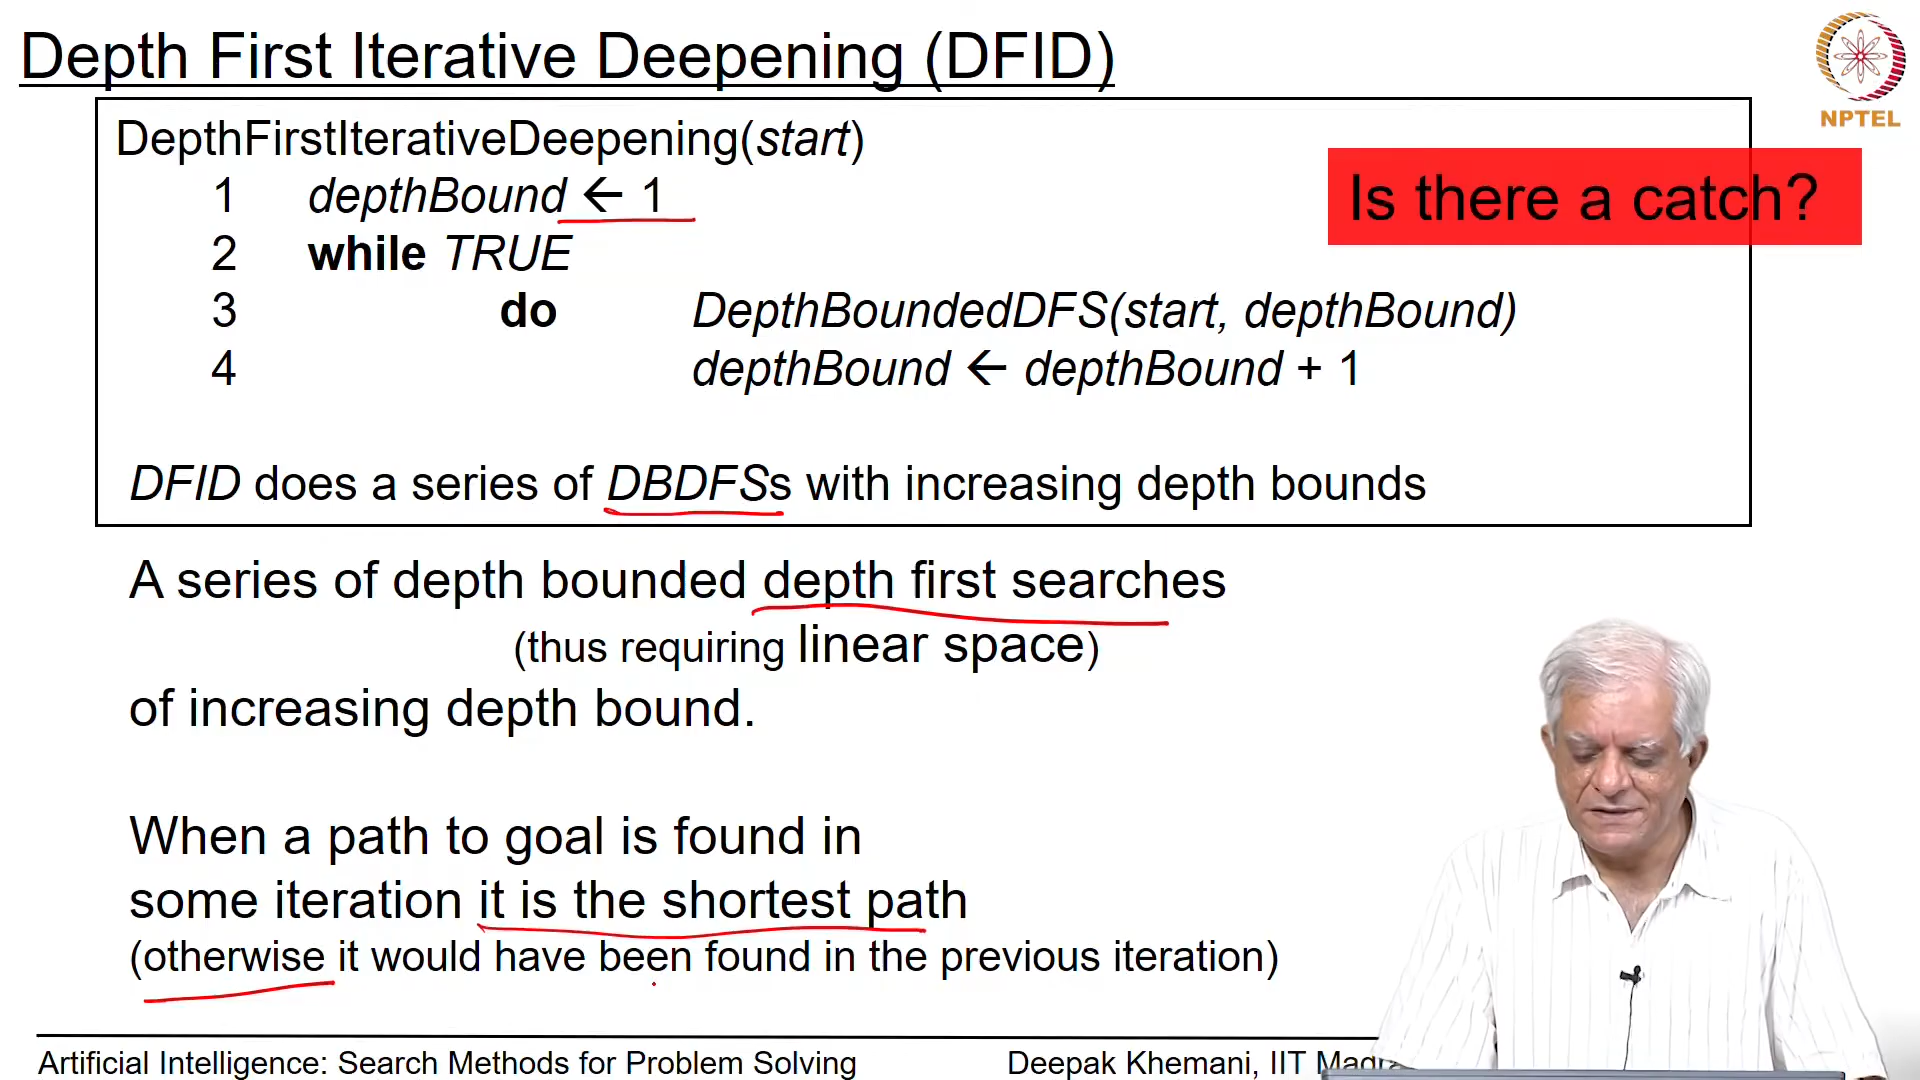 Depth First Iterative Deepening (DFID)
NPTEL
DepthFirstIterativeDeepening(start)
Is there a catch?
1 depthBound ← 1
2 while TRUE
3 do DepthBoundedDFS(start, depthBound)
4 depthBound ← depthBound + 1
DFID does a series of DBDFSs with increasing depth bounds
A series of depth bounded depth first searches
(thus requiring linear space)
of increasing depth bound.
When a path to goal is found in
some iteration it is the shortest path
(otherwise it would have been found in the previous iteration)
Artificial Intelligence: Search Methods for Problem Solving
Deepak Khemani, IIT